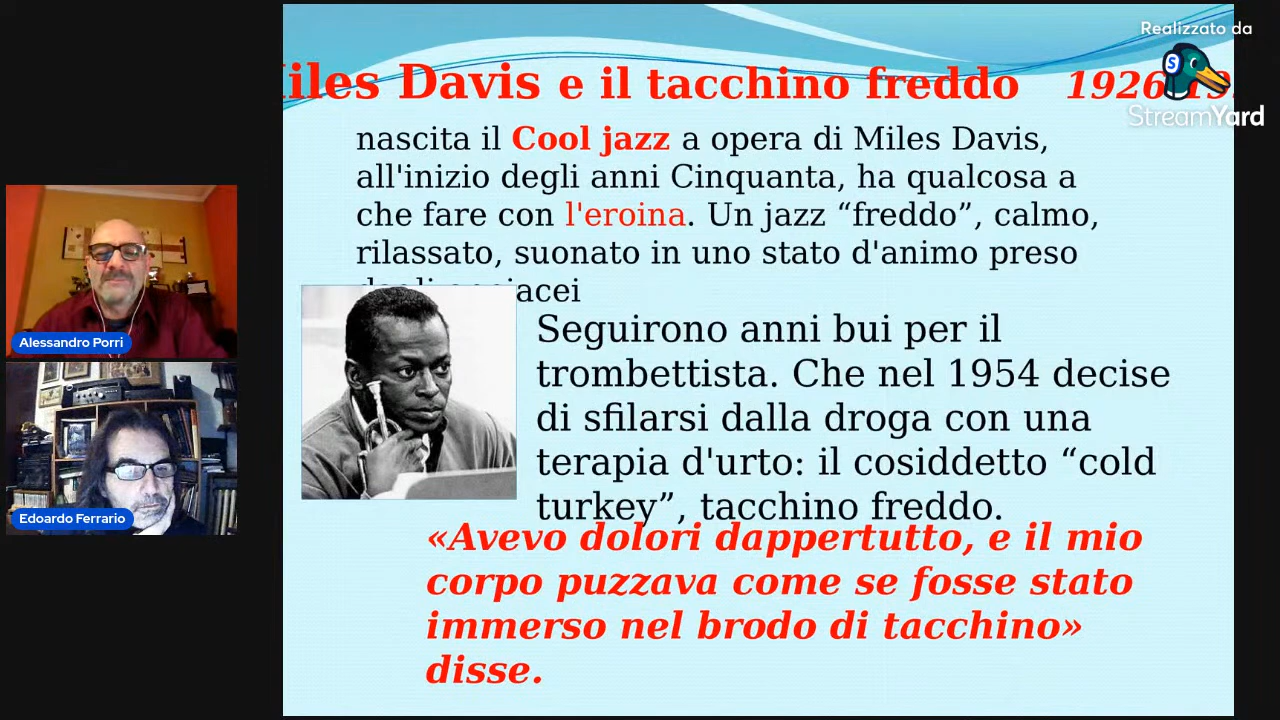 Realizzato da
StreamYard
iles Davis e il tacchino freddo 1926
nascita il Cool jazz a opera di Miles Davis,
all'inizio degli anni Cinquanta, ha qualcosa a
che fare con l'eroina. Un jazz “freddo”, calmo,
rilassato, suonato in uno stato d'animo preso
acei
Seguirono anni bui per il
trombettista. Che nel 1954 decise
di sfilarsi dalla droga con una
terapia d'urto: il cosiddetto “cold
turkey”, tacchino freddo.
«Avevo dolori dappertutto, e il mio
corpo puzzava come se fosse stato
immerso nel brodo di tacchino»
disse.
Alessandro Porri
Edoardo Ferrario